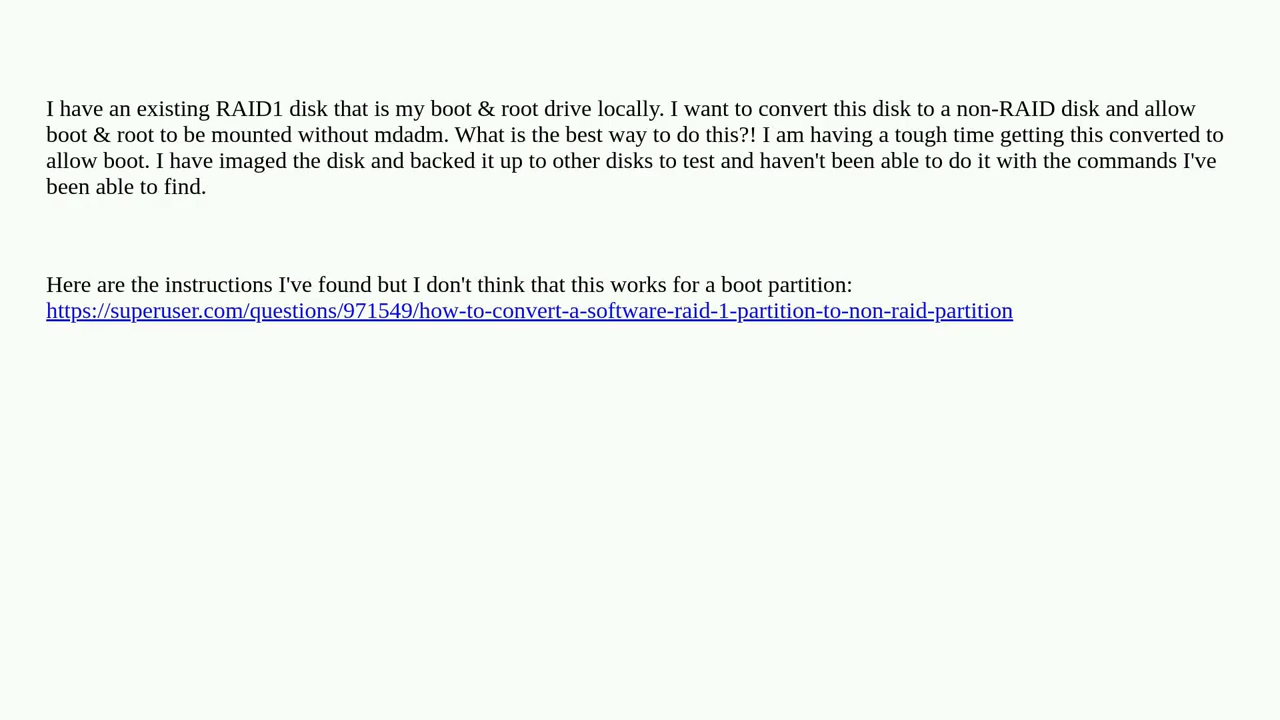 I have an existing RAID1 disk that is my boot & root drive locally. I want to convert this disk to a non-RAID disk and allow
boot & root to be mounted without mdadm. What is the best way to do this?! I am having a tough time getting this converted to
allow boot. I have imaged the disk and backed it up to other disks to test and haven't been able to do it with the commands I've
been able to find.
Here are the instructions I've found but I don't think that this works for a boot partition:
https://superuser.com/questions/971549/how-to-convert-a-software-raid-1-partition-to-non-raid-partition